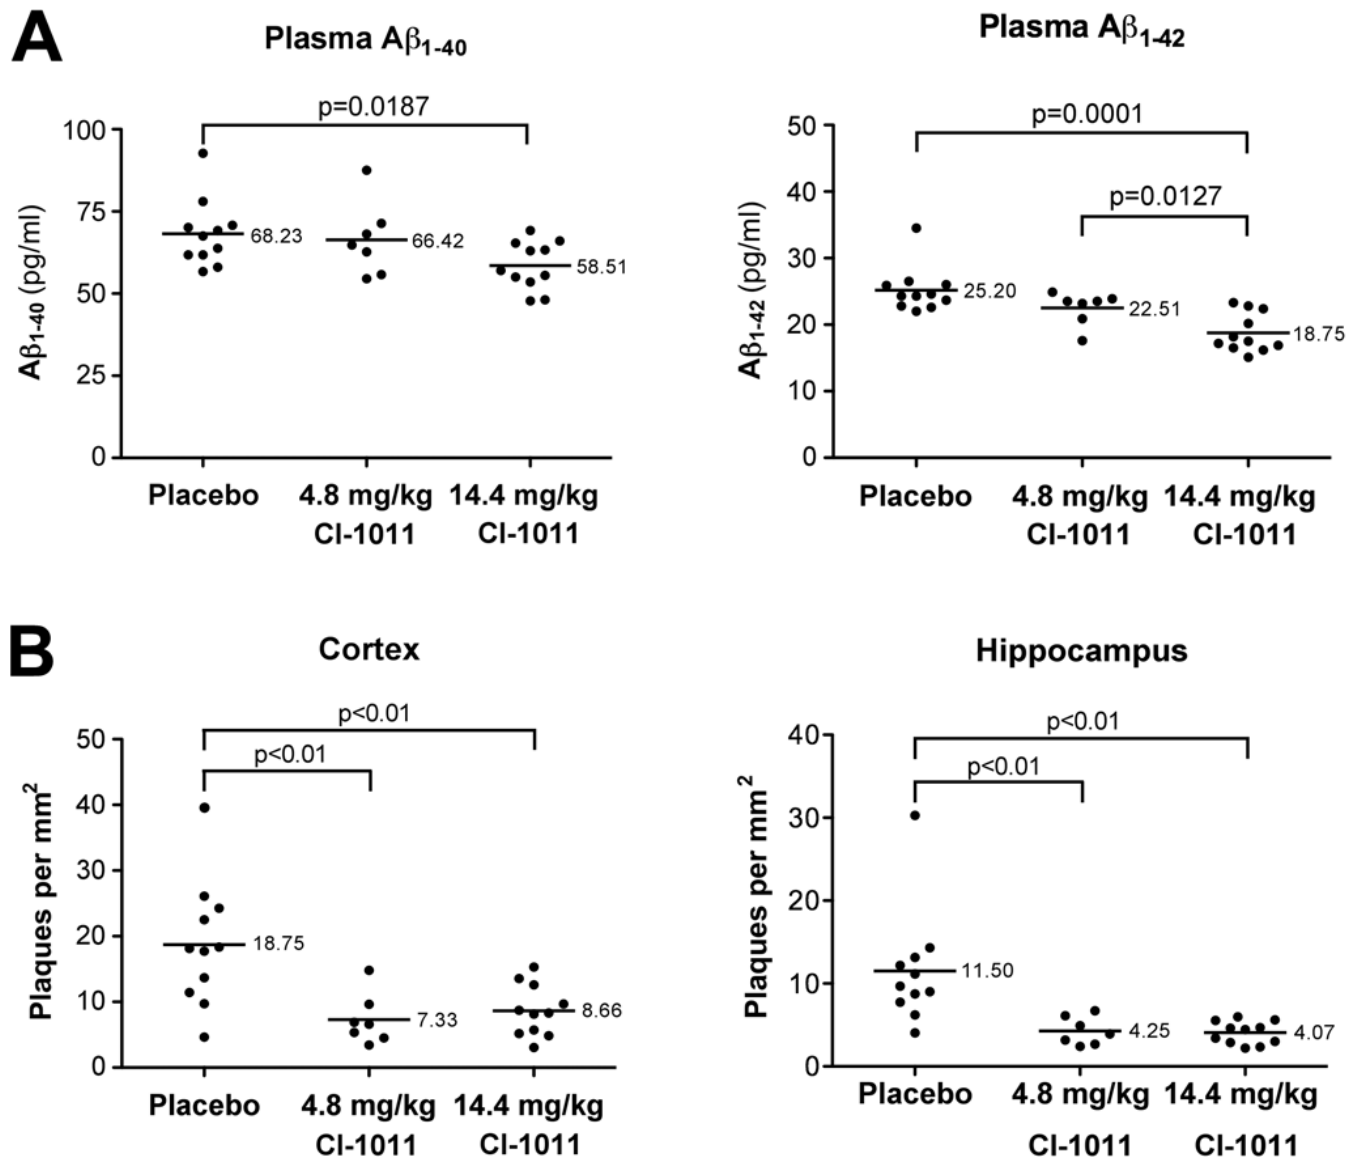 A
Plasma Aβ1-40
p=0.0187
100
75
50
25
0
Aβ1-40 (pg/ml)
68.23
66.42
58.51
Placebo
4.8 mg/kg
CI-1011
14.4 mg/kg
CI-1011
Plasma Aβ1-42
p=0.0001
p=0.0127
50
40
30
20
10
0
Aβ1-42 (pg/ml)
25.20
22.51
18.75
Placebo
4.8 mg/kg
CI-1011
14.4 mg/kg
CI-1011
B
Cortex
p<0.01
p<0.01
50
40
30
20
10
0
Plaques per mm2
18.75
7.33
8.66
Placebo
4.8 mg/kg
CI-1011
14.4 mg/kg
CI-1011
Hippocampus
p<0.01
p<0.01
40
30
20
10
0
Plaques per mm2
11.50
4.25
4.07
Placebo
4.8 mg/kg
CI-1011
14.4 mg/kg
CI-1011